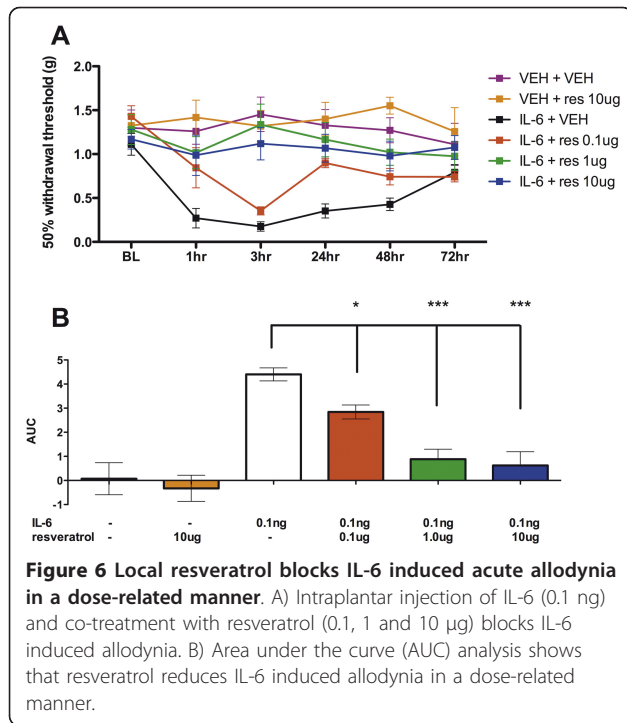 A
2.0
1.5
1.0
0.5
0.0
50% withdrawal threshold (g)
BL 1hr 3hr 24hr 48hr 72hr
VEH + VEH
VEH + res 10ug
IL-6 + VEH
IL-6 + res 0.1ug
IL-6 + res 1ug
IL-6 + res 10ug
B
* *** ***
5
4
3
2
1
0
-1
AUC
IL-6 - - 0.1ng 0.1ng 0.1ng 0.1ng
resveratrol - 10ug - 0.1ug 1.0ug 10ug
Figure 6 Local resveratrol blocks IL-6 induced acute allodynia
in a dose-related manner. A) Intraplantar injection of IL-6 (0.1 ng)
and co-treatment with resveratrol (0.1, 1 and 10 μg) blocks IL-6
induced allodynia. B) Area under the curve (AUC) analysis shows
that resveratrol reduces IL-6 induced allodynia in a dose-related
manner.